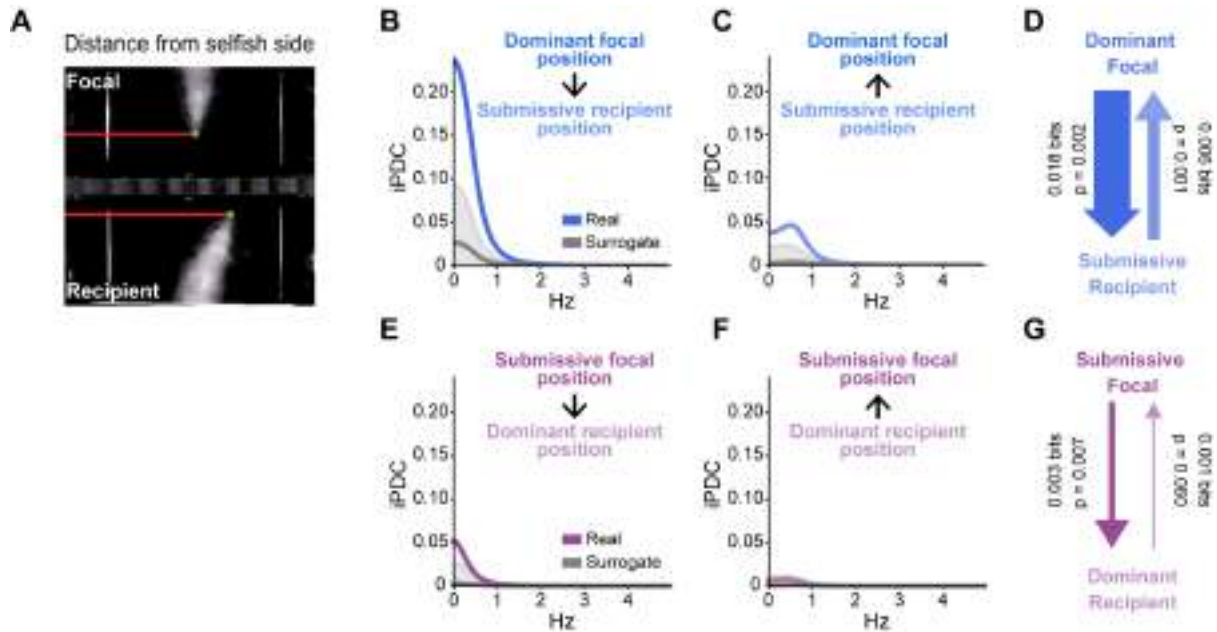 A
Distance from selfish side
Focal
Recipient
B
Dominant focal
position
Submissive recipient
position
iPDC
0.20
0.15
0.10
0.05
0
Real
Surrogate
0 1 2 3 4
Hz
C
Dominant focal
position
Submissive recipient
position
iPDC
0.20
0.15
0.10
0.05
0
0 1 2 3 4
Hz
D
Dominant
Focal
0.018 bits
p = 0.002
0.006 bits
p = 0.001
Submissive
Recipient
E
Submissive focal
position
Dominant recipient
position
iPDC
0.20
0.15
0.10
0.05
0
Real
Surrogate
0 1 2 3 4
Hz
F
Submissive focal
position
Dominant recipient
position
iPDC
0.20
0.15
0.10
0.05
0
0 1 2 3 4
Hz
G
Submissive
Focal
0.003 bits
p = 0.007
0.001 bits
p = 0.060
Dominant
Recipient